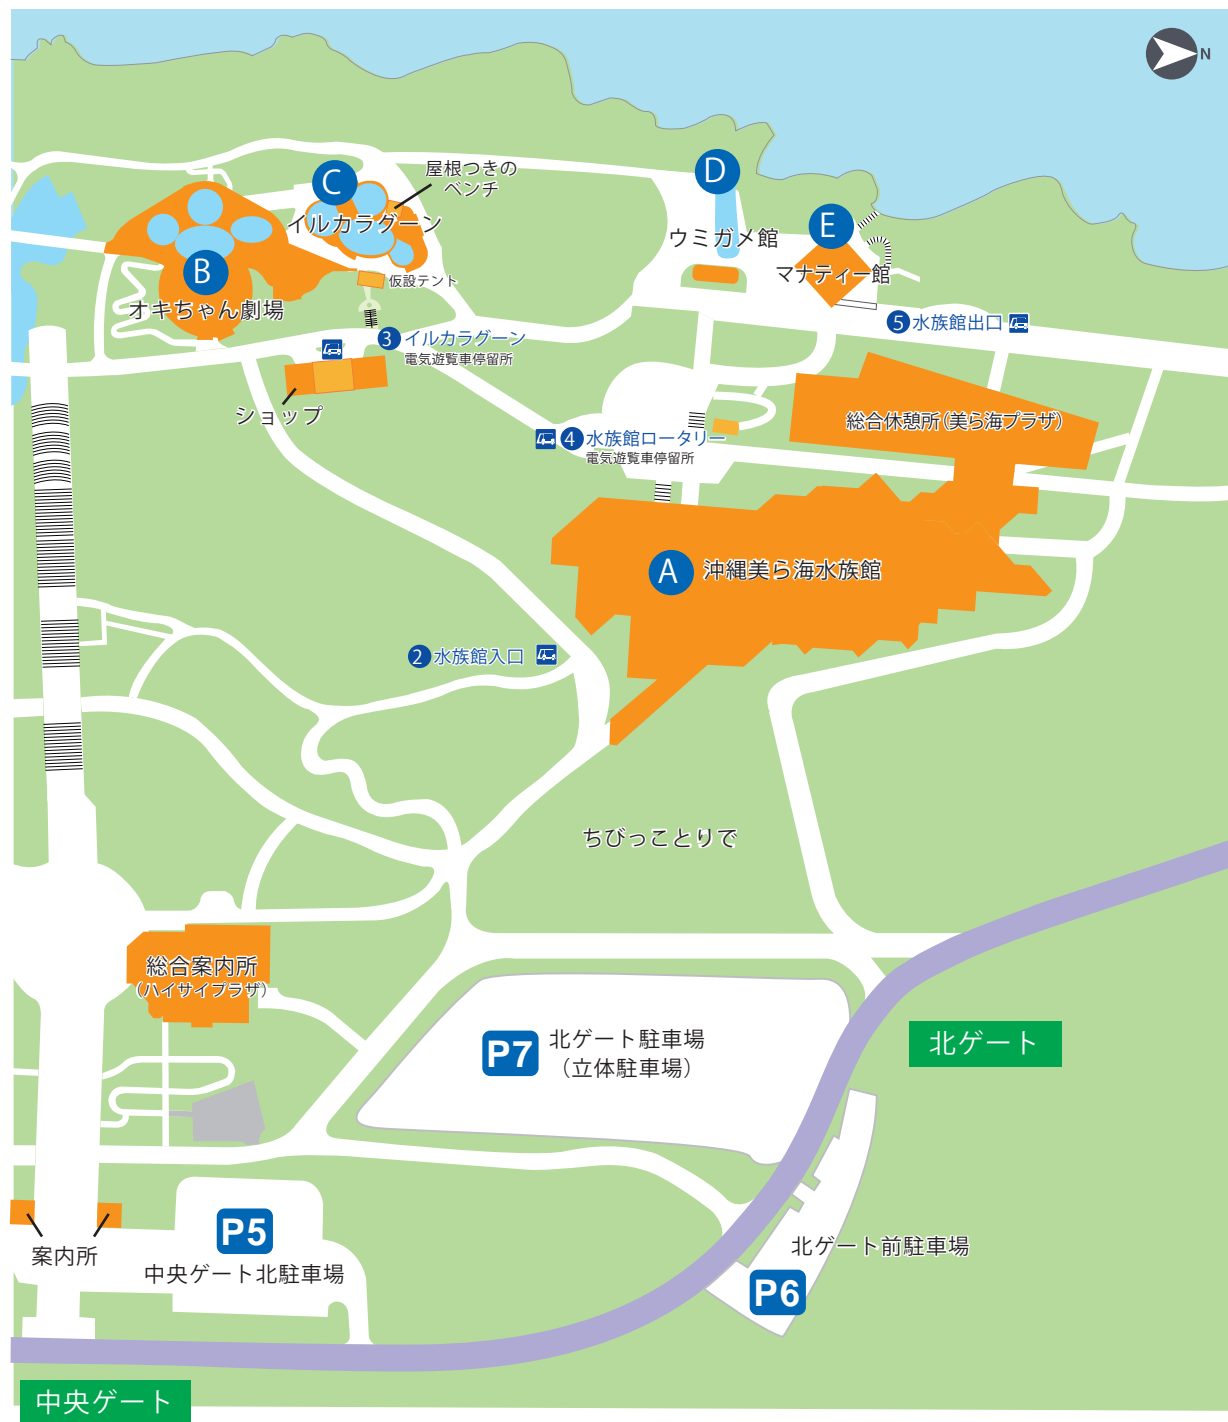 N
D
C
屋根つきの
ベンチ
イルカラグーン
E
ウミガメ館
B
マナティー館
仮設テント
オキちゃん劇場
5 水族館出口
3 イルカラグーン
電気遊覧車停留所
ショップ
総合休憩所(美ら海プラザ)
4 水族館ロータリー
電気遊覧車停留所
A 沖縄美ら海水族館
2 水族館入口
ちびっことりで
総合案内所
(ハイサイプラザ)
P7 北ゲート駐車場
(立体駐車場)
北ゲート
P5
案内所
中央ゲート北駐車場
北ゲート前駐車場
P6
中央ゲート